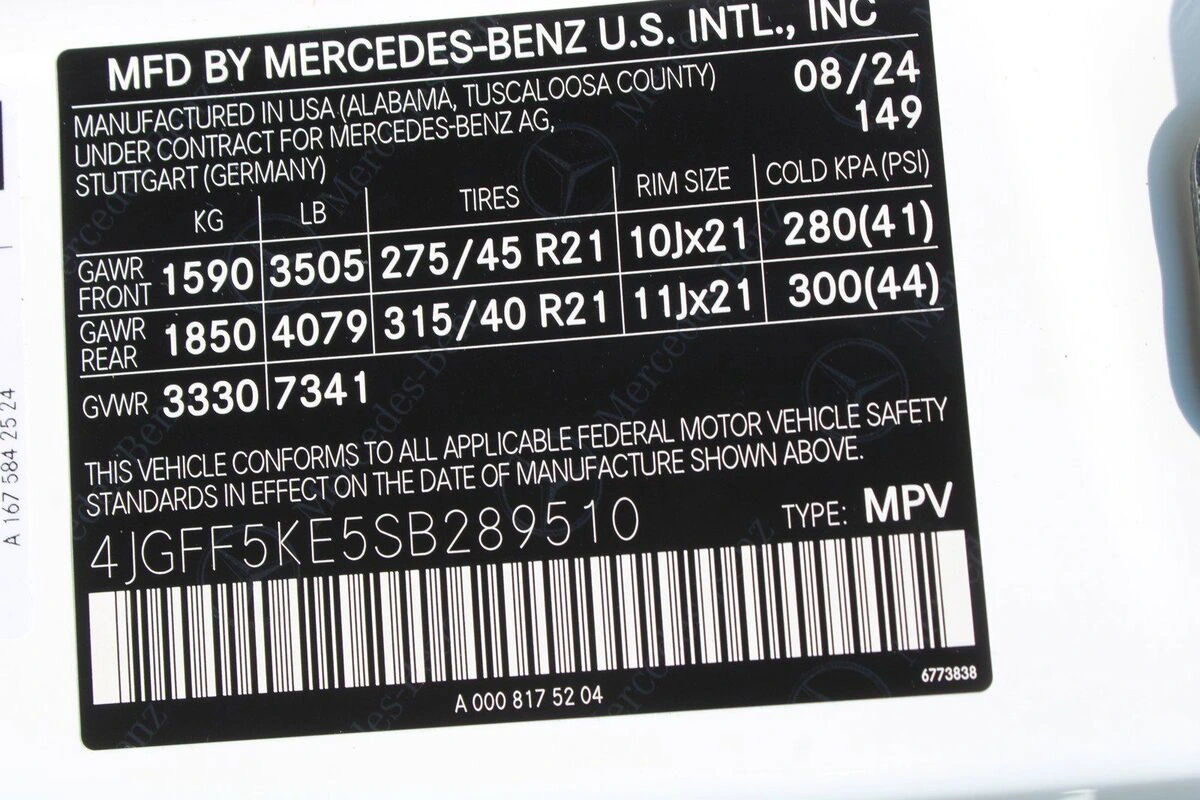 MFD BY MERCEDES-BENZ U.S. INTL., INC
MANUFACTURED IN USA (ALABAMA, TUSCALOOSA COUNTY) 08/24
UNDER CONTRACT FOR MERCEDES-BENZ AG, 149
STUTTGART (GERMANY)
KG LB TIRES RIM SIZE COLD KPA (PSI)
GAWR FRONT 1590 3505 275/45 R21 10Jx21 280(41)
GAWR REAR 1850 4079 315/40 R21 11Jx21 300(44)
GVWR 3330 7341
THIS VEHICLE CONFORMS TO ALL APPLICABLE FEDERAL MOTOR VEHICLE SAFETY
STANDARDS IN EFFECT ON THE DATE OF MANUFACTURE SHOWN ABOVE.
4JGFF5KE5SB289510 TYPE: MPV
6773838
A 000 817 52 04
A 167 584 25 24